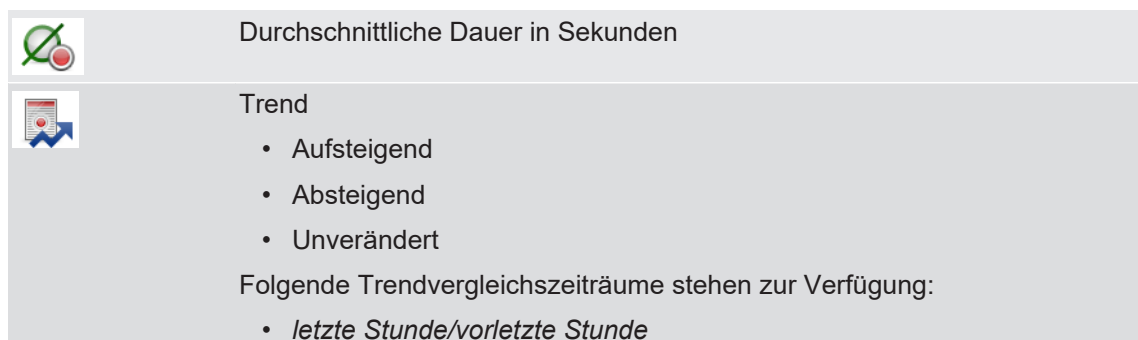 Durchschnittliche Dauer in Sekunden
Trend
• Aufsteigend
• Absteigend
• Unverändert
Folgende Trendvergleichszeiträume stehen zur Verfügung:
• letzte Stunde/vorletzte Stunde